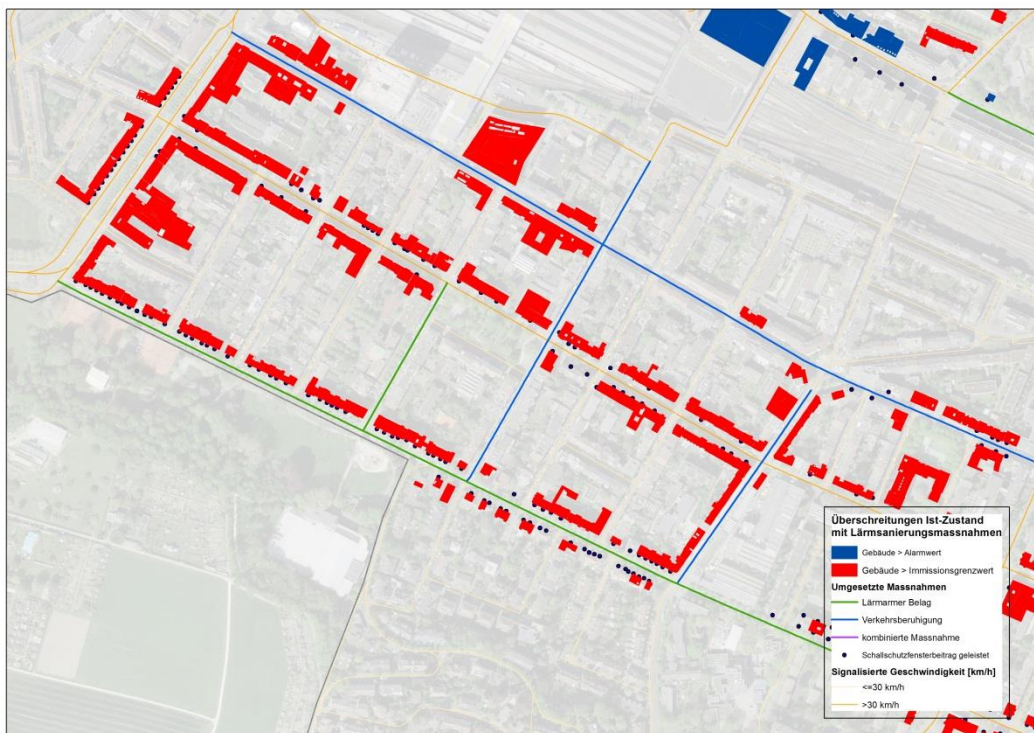 Überschreitungen Ist-Zustand
mit Lärmsanierungsmassnahmen
Gebäude > Alarmwert
Gebäude > Immissionsgrenzwert
Umgesetzte Massnahmen
Lärmarmer Belag
Verkehrsberuhigung
kombinierte Massnahme
Schallschutzfensterbeitrag geleistet
Signalisierte Geschwindigkeit [km/h]
<=30 km/h
>30 km/h